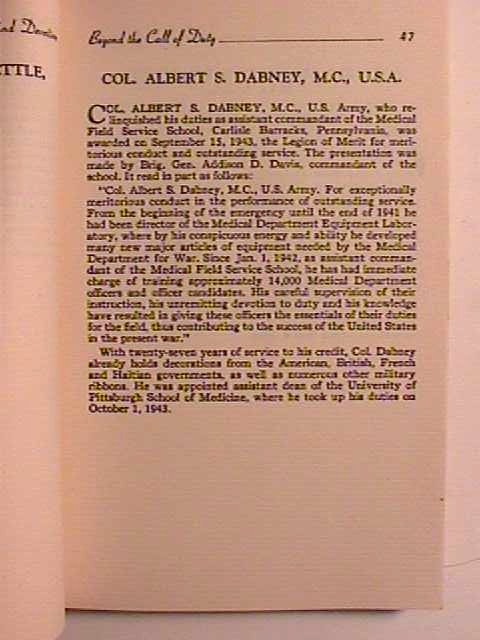 nd Devotion
TTLE,
Beyond the Call of Duty 47
COL. ALBERT S. DABNEY, M.C., U.S.A.
COL. ALBERT S. DABNEY, M.C., U.S. Army, who re-
linquished his duties as assistant commandant of the Medical
Field Service School, Carlisle Barracks, Pennsylvania, was
awarded on September 15, 1943, the Legion of Merit for meri-
torious conduct and outstanding service. The presentation was
made by Brig. Gen. Addison D. Davis, commandant of the
school. It read in part as follows:
"Col. Albert S. Dabney, M.C., U.S. Army. For exceptionally
meritorious conduct in the performance of outstanding service.
From the beginning of the emergency until the end of 1941 he
had been director of the Medical Department Equipment Labor-
atory, where by his conspicuous energy and ability he developed
many new major articles of equipment needed by the Medical
Department for War. Since Jan. 1, 1942, as assistant comman-
dant of the Medical Field Service School, he has had immediate
charge of training approximately 14,000 Medical Department
officers and officer candidates. His careful supervision of their
instruction, his unremitting devotion to duty and his knowledge
have resulted in giving these officers the essentials of their duties
for the field, thus contributing to the success of the United States
in the present war."
With twenty-seven years of service to his credit, Col. Dabney
already holds decorations from the American, British, French
and Haitian governments, as well as numerous other military
ribbons. He was appointed assistant dean of the University of
Pittsburgh School of Medicine, where he took up his duties on
October 1, 1943.